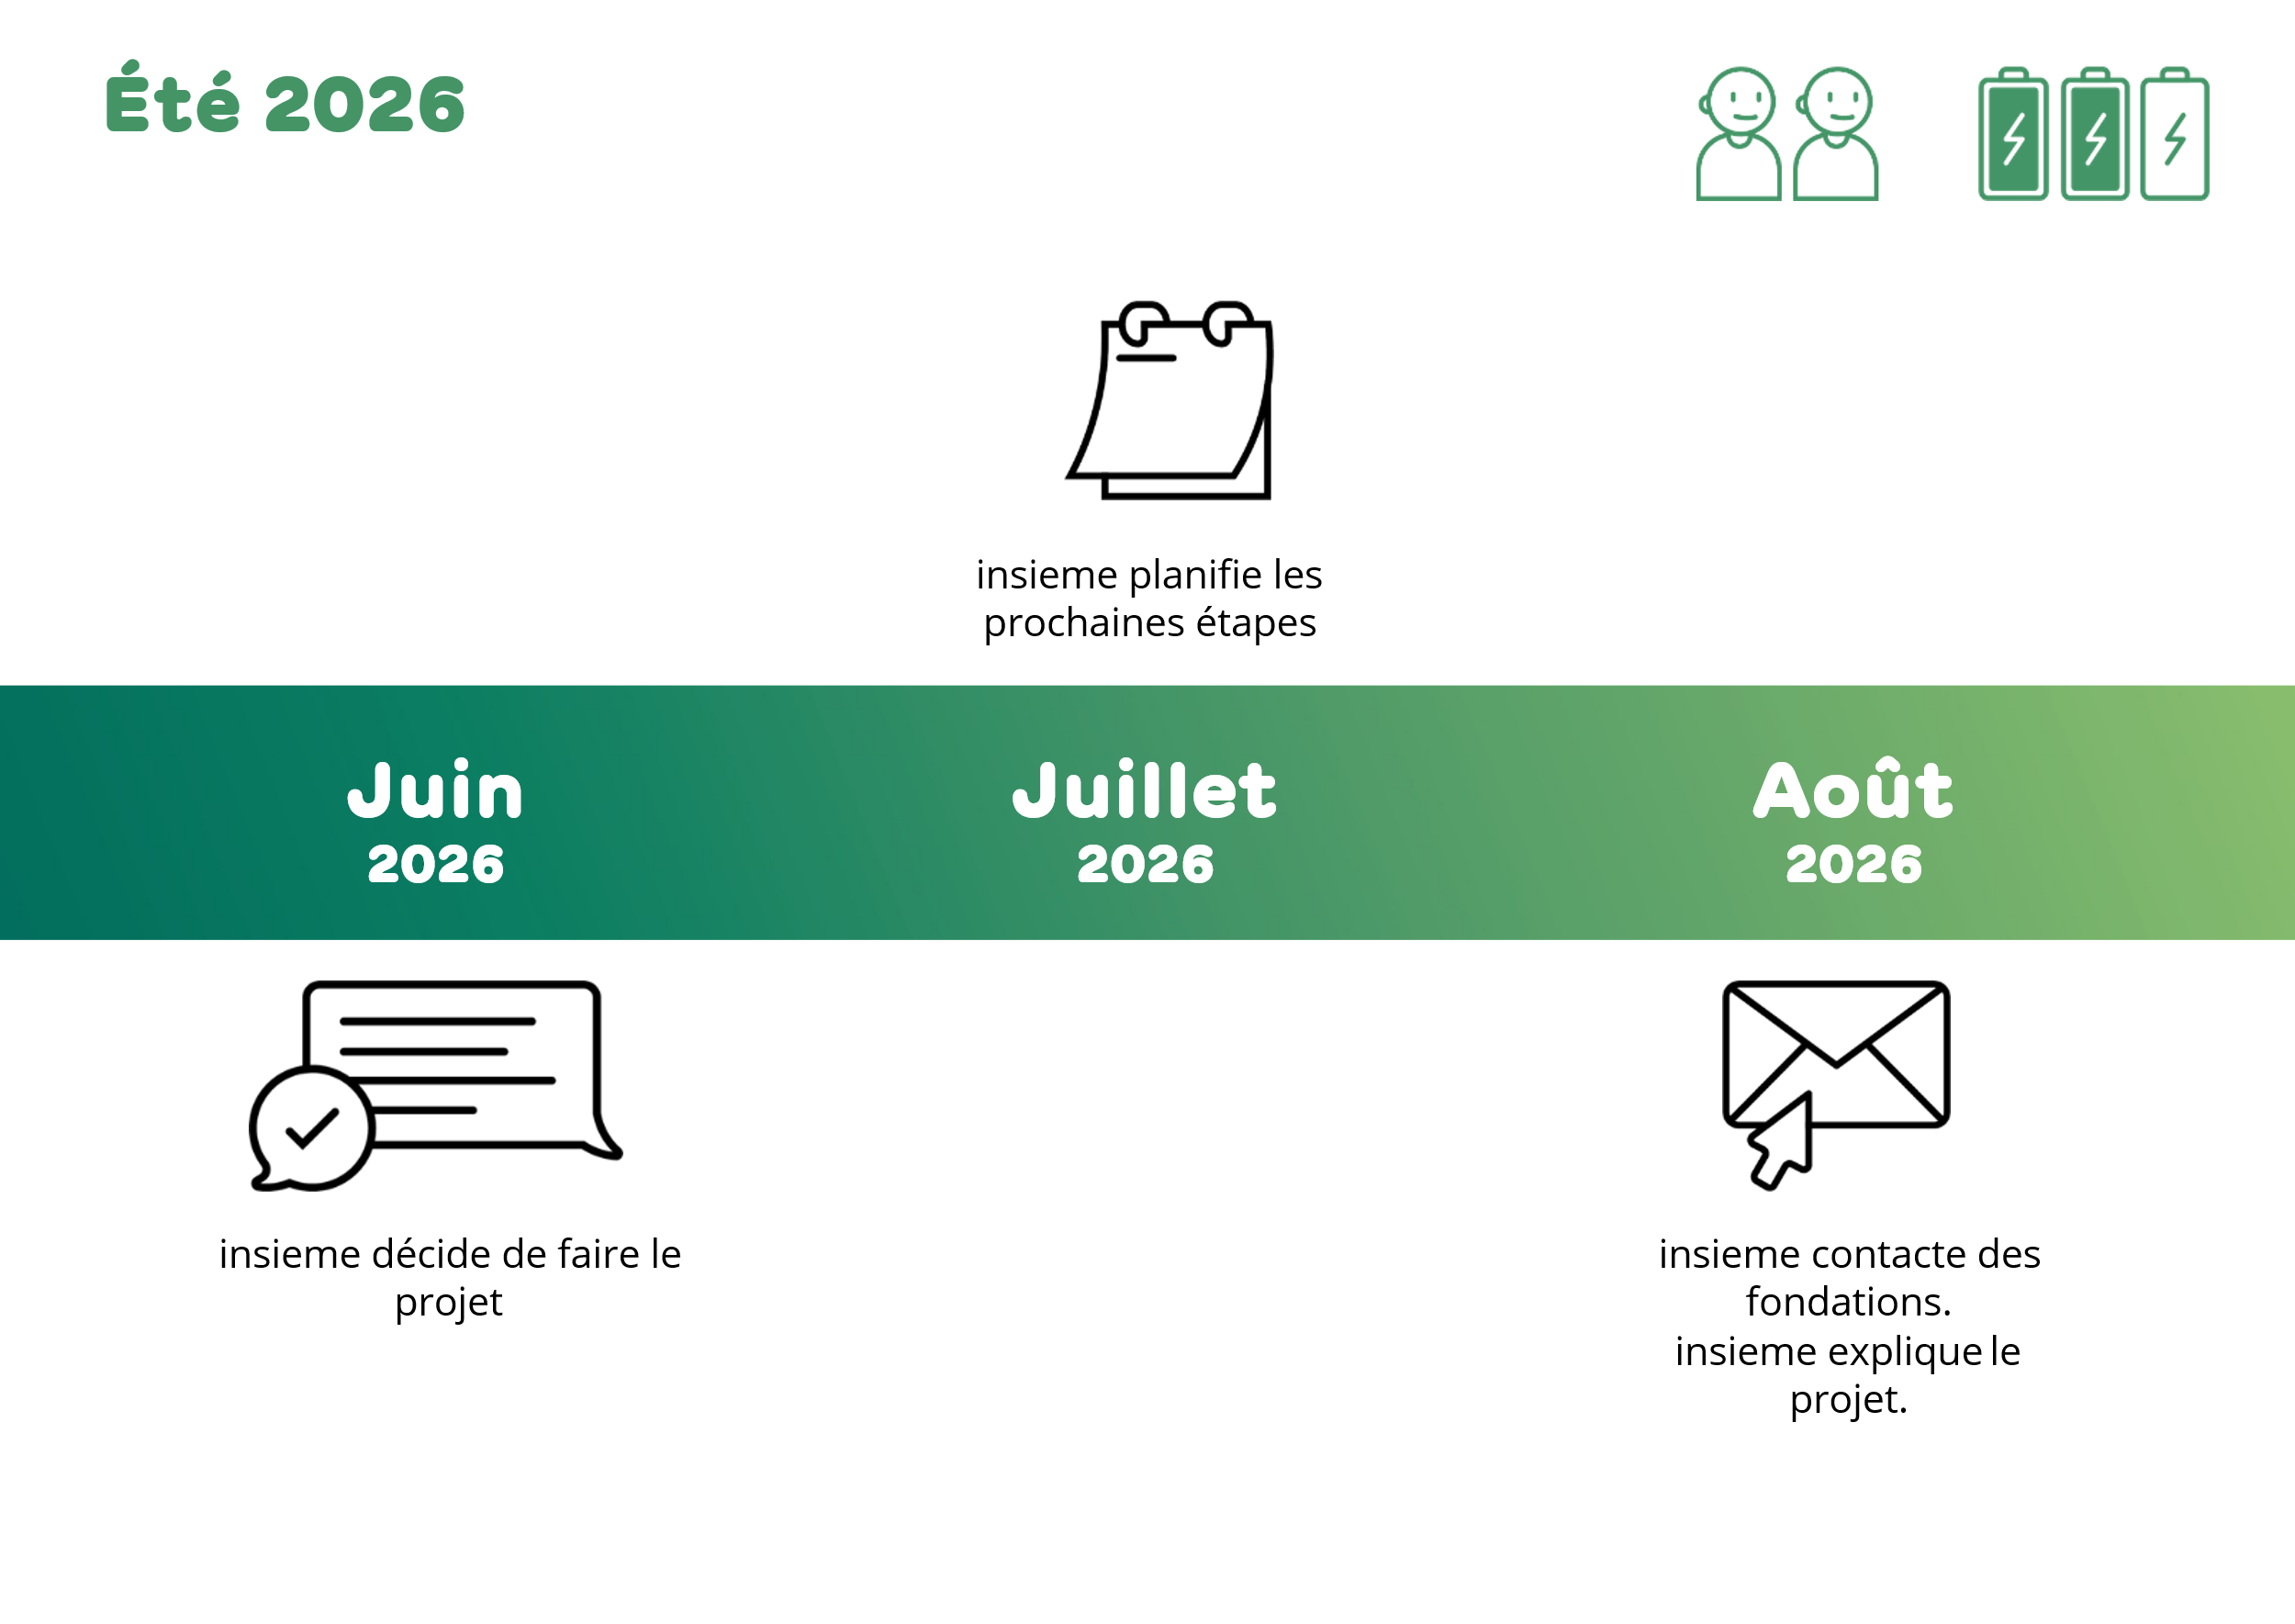 Été 2026
insieme planifie les
prochaines étapes
Juin
2026
Juillet
2026
Août
2026
insieme décide de faire le
projet
insieme contacte des
fondations.
insieme explique le
projet.